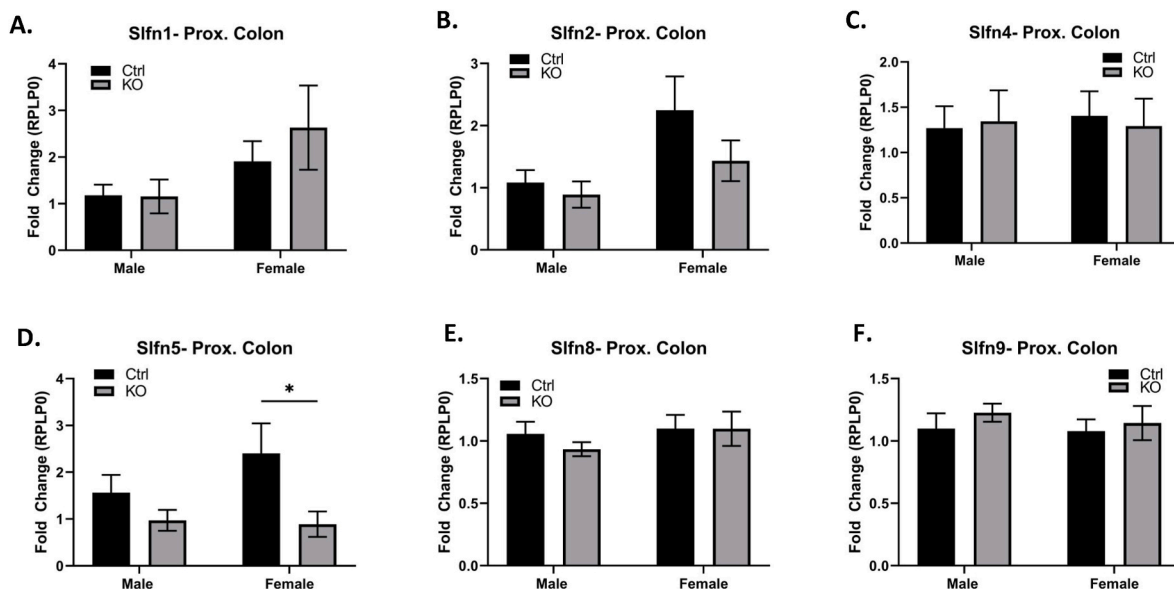 A.
Slfn1- Prox. Colon
Fold Change (RPLP0)
4
3
2
1
0
Ctrl
KO
Male
Female
B.
Slfn2- Prox. Colon
Fold Change (RPLP0)
3
2
1
0
Ctrl
KO
Male
Female
C.
Slfn4- Prox. Colon
Fold Change (RPLP0)
2.0
1.5
1.0
0.5
0.0
Ctrl
KO
Male
Female
D.
Slfn5- Prox. Colon
Fold Change (RPLP0)
4
3
2
1
0
Ctrl
KO
*
Male
Female
E.
Slfn8- Prox. Colon
Fold Change (RPLP0)
1.5
1.0
0.5
0.0
Ctrl
KO
Male
Female
F.
Slfn9- Prox. Colon
Fold Change (RPLP0)
1.5
1.0
0.5
0.0
Ctrl
KO
Male
Female